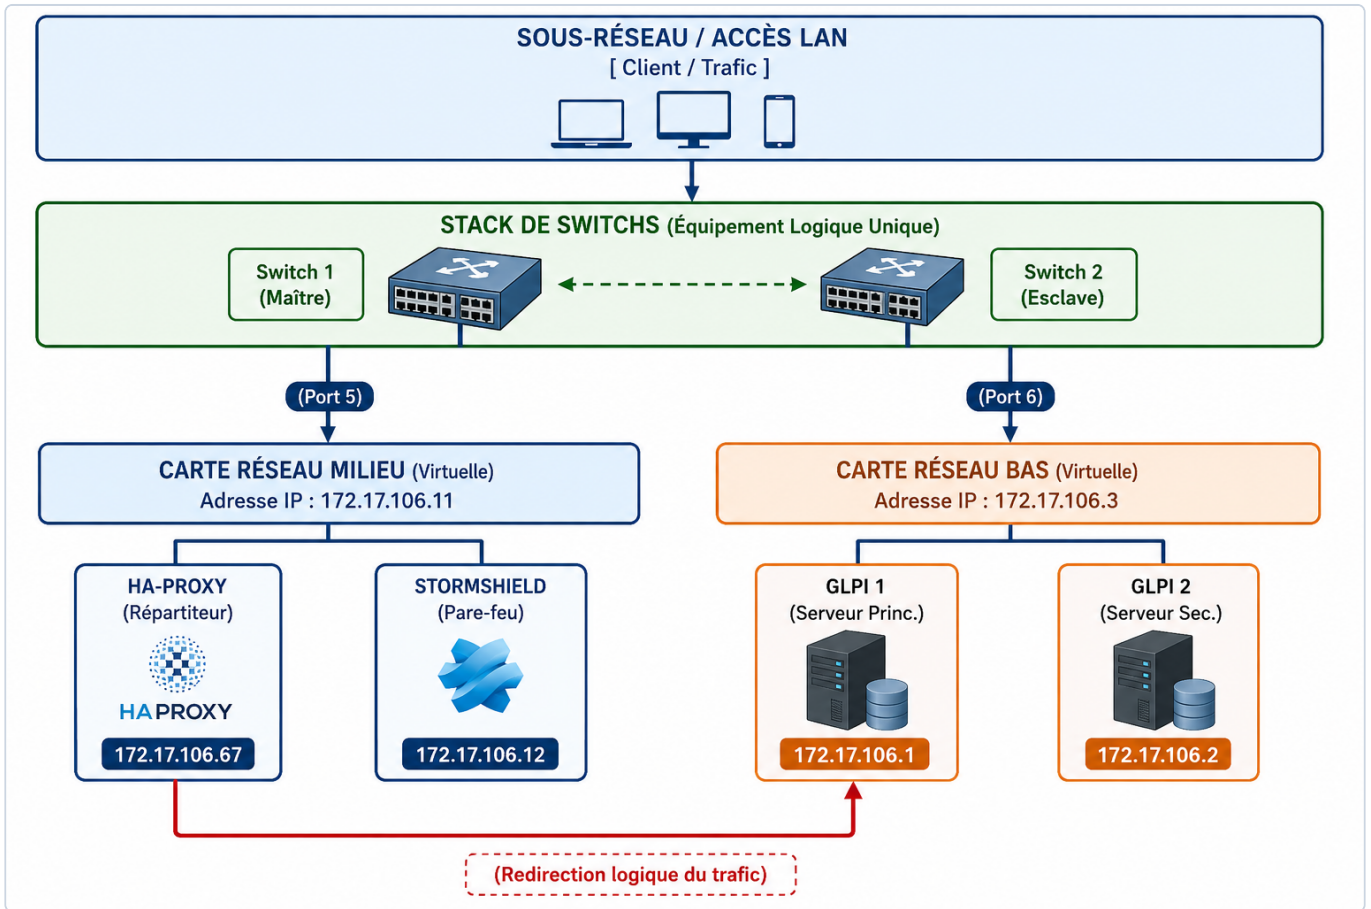 SOUS-RÉSEAU / ACCÈS LAN
[ Client / Trafic ]
STACK DE SWITCHS (Équipement Logique Unique)
Switch 1
(Maître)
Switch 2
(Esclave)
(Port 5)
(Port 6)
CARTE RÉSEAU MILIEU (Virtuelle)
Adresse IP : 172.17.106.11
CARTE RÉSEAU BAS (Virtuelle)
Adresse IP : 172.17.106.3
HA-PROXY
(Répartiteur)
HAPROXY
172.17.106.67
STORMSHIELD
(Pare-feu)
172.17.106.12
GLPI 1
(Serveur Princ.)
172.17.106.1
GLPI 2
(Serveur Sec.)
172.17.106.2
(Redirection logique du trafic)